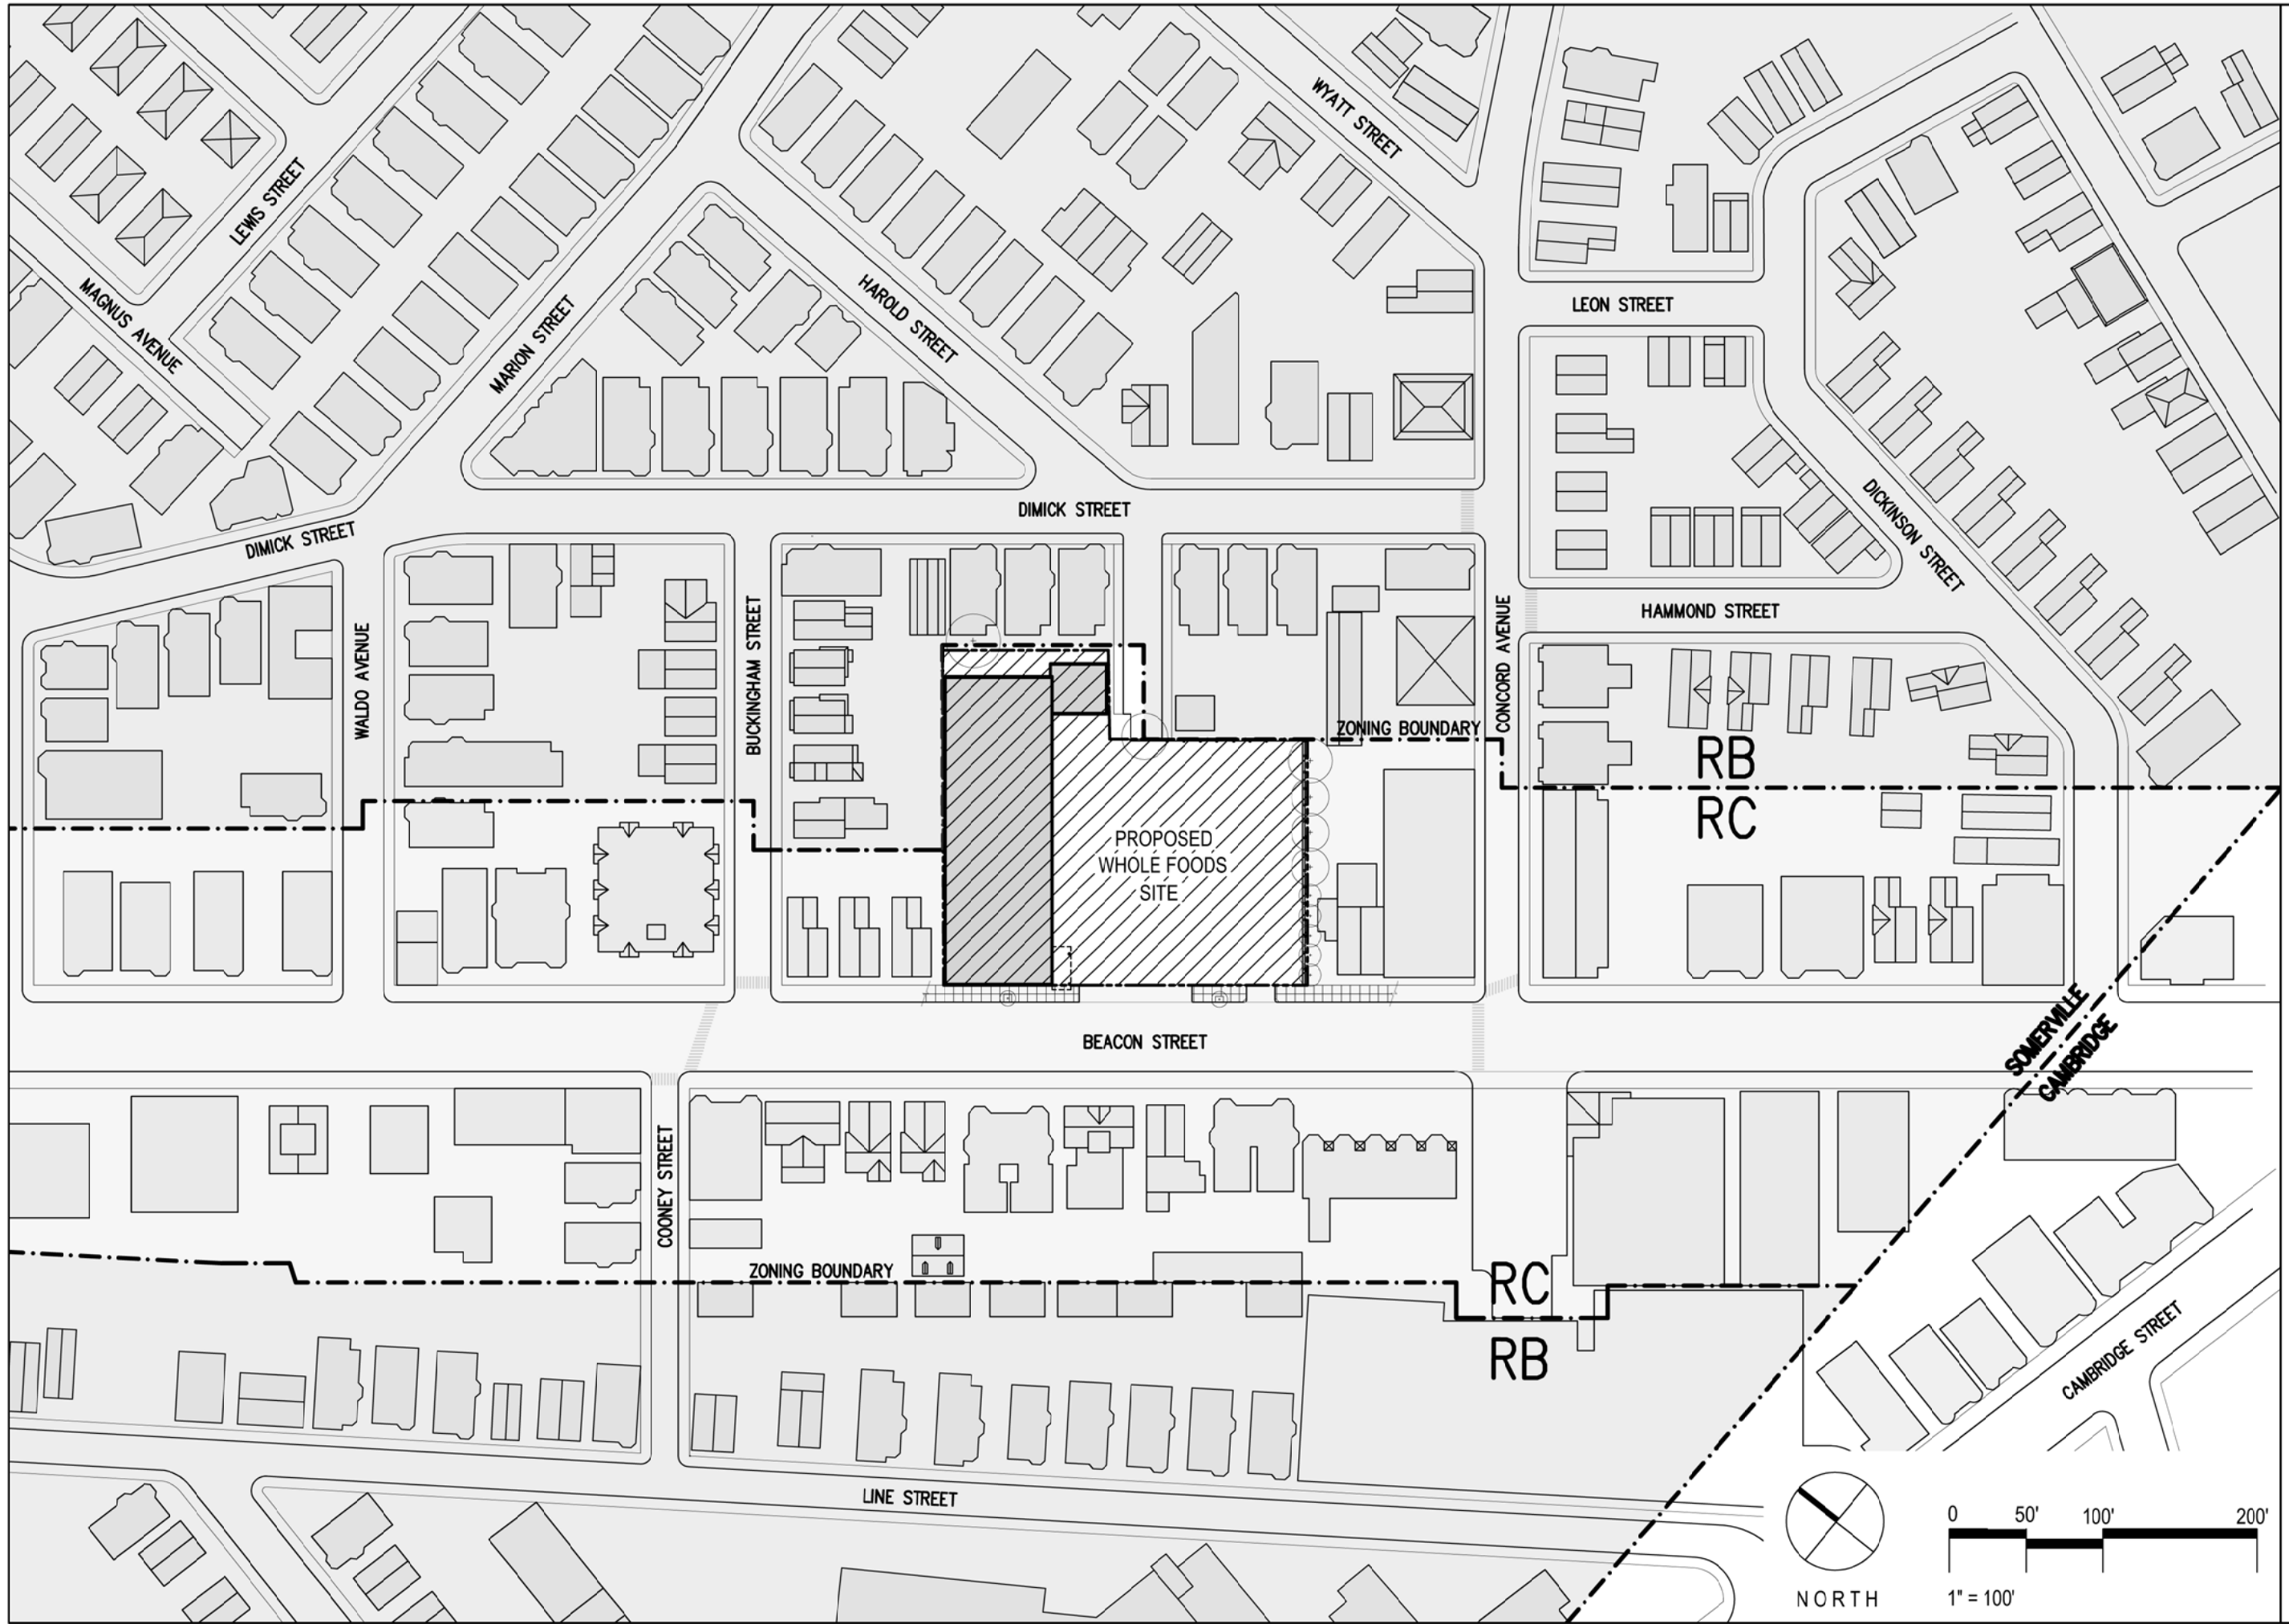 WYATT STREET
LEWIS STREET
MAGNUS AVENUE
MARION STREET
HAROLD STREET
LEON STREET
DIMICK STREET
DIMICK STREET
DICKINSON STREET
HAMMOND STREET
WALDO AVENUE
BUCKINGHAM STREET
CONCORD AVENUE
ZONING BOUNDARY
RB
RC
PROPOSED
WHOLE FOODS
SITE
BEACON STREET
SOMERVILLE
CAMBRIDGE
COONEY STREET
ZONING BOUNDARY
RC
RB
CAMBRIDGE STREET
LINE STREET
NORTH
0 50' 100' 200'
1" = 100'